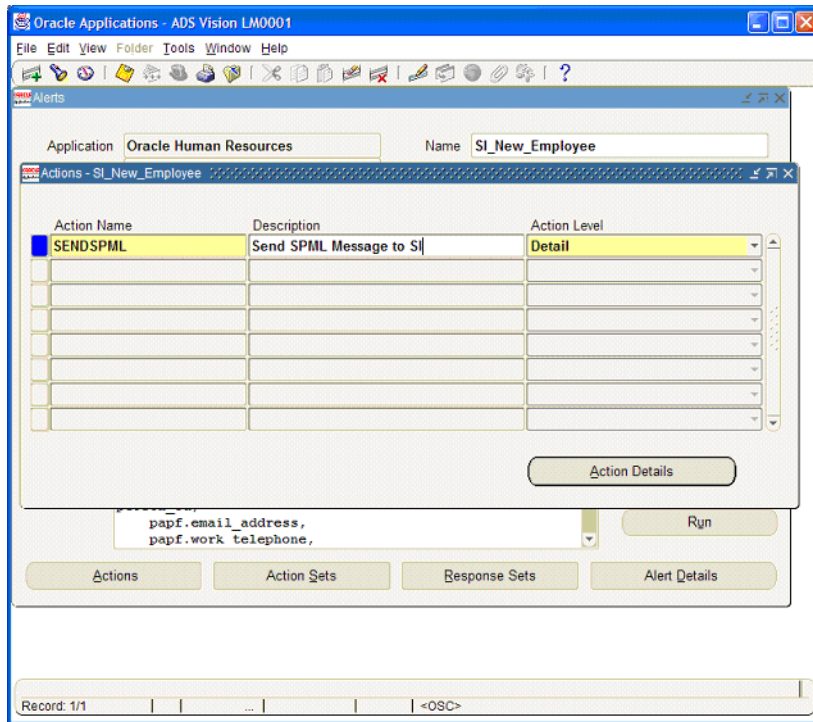 Oracle Applications - ADS Vision LM0001
File Edit View Folder Tools Window Help
Alerts
Application Oracle Human Resources Name SI_New_Employee
Actions - SI_New_Employee
Action Name Description Action Level
SENDSPML Send SPML Message to SI Detail
Action Details
papf.email_address,
papf.work_telephone,
Run
Actions Action Sets Response Sets Alert Details
Record: 1/1 ... <OSC>